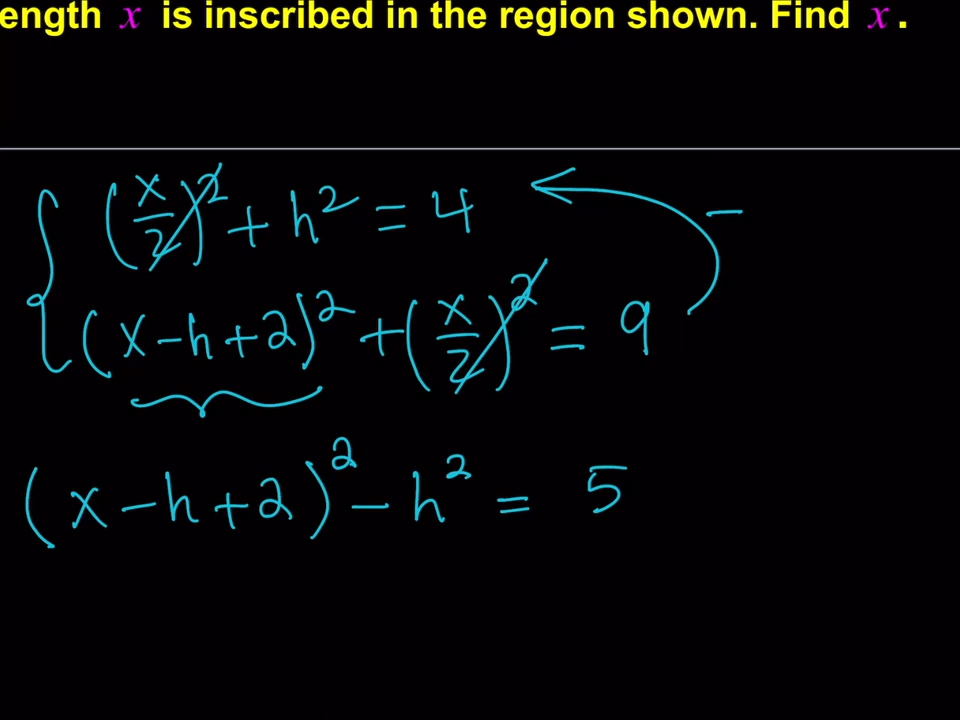 ength x is inscribed in the region shown. Find x.
(x/2)² + h² = 4
(x-h+2)² + (x/2)² = 9
(x-h+2)² - h² = 5